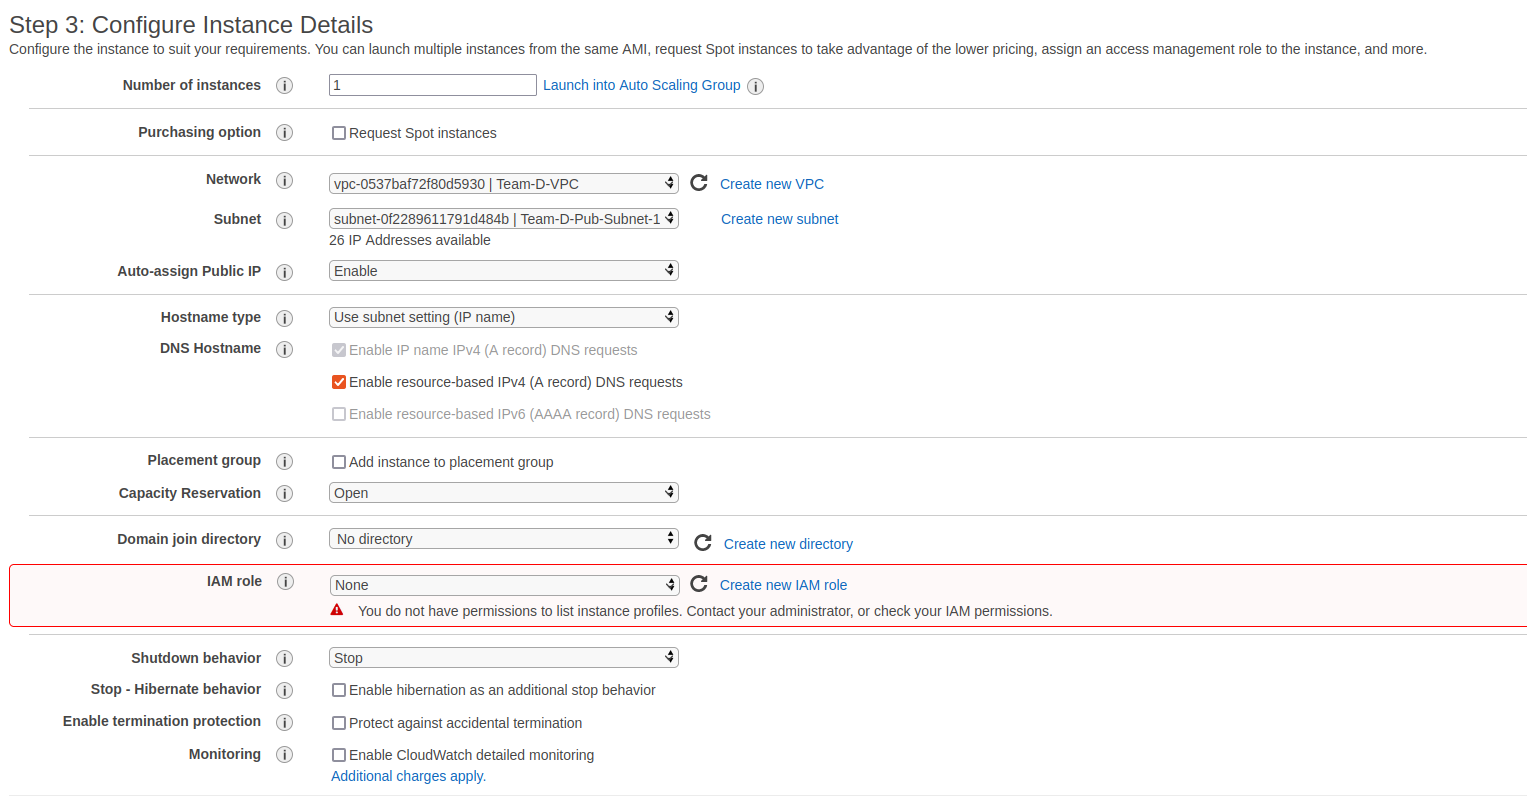 Step 3: Configure Instance Details
Configure the instance to suit your requirements. You can launch multiple instances from the same AMI, request Spot instances to take advantage of the lower pricing, assign an access management role to the instance, and more.
Number of instances i 1 Launch into Auto Scaling Group i
Purchasing option i Request Spot instances
Network i vpc-0537baf72f80d5930 | Team-D-VPC Create new VPC
Subnet i subnet-0f2289611791d484b | Team-D-Pub-Subnet-1 Create new subnet
26 IP Addresses available
Auto-assign Public IP i Enable
Hostname type i Use subnet setting (IP name)
DNS Hostname i Enable IP name IPv4 (A record) DNS requests
Enable resource-based IPv4 (A record) DNS requests
Enable resource-based IPv6 (AAAA record) DNS requests
Placement group i Add instance to placement group
Capacity Reservation i Open
Domain join directory i No directory Create new directory
IAM role i None Create new IAM role
You do not have permissions to list instance profiles. Contact your administrator, or check your IAM permissions.
Shutdown behavior i Stop
Stop - Hibernate behavior i Enable hibernation as an additional stop behavior
Enable termination protection i Protect against accidental termination
Monitoring i Enable CloudWatch detailed monitoring
Additional charges apply.